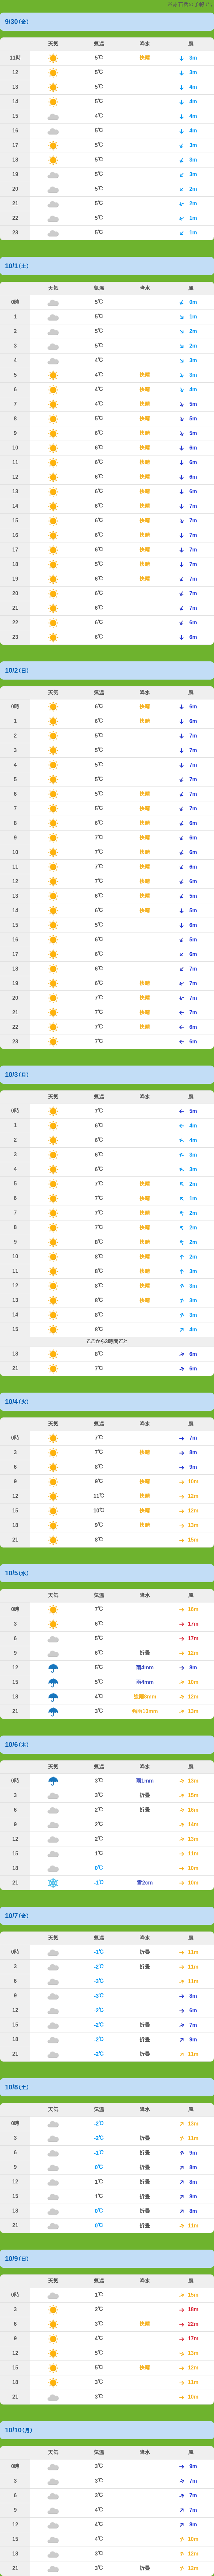 9/30(金)
天気 気温 降水 風
11時 5℃ 快晴 3m
12 5℃ 3m
13 5℃ 4m
14 5℃ 4m
15 4℃ 4m
16 5℃ 4m
17 5℃ 3m
18 5℃ 3m
19 5℃ 3m
20 5℃ 2m
21 5℃ 2m
22 5℃ 1m
23 5℃ 1m
10/1(土)
天気 気温 降水 風
0時 5℃ 0m
1 5℃ 1m
2 5℃ 2m
3 5℃ 2m
4 4℃ 3m
5 4℃ 快晴 3m
6 4℃ 快晴 4m
7 4℃ 快晴 5m
8 5℃ 快晴 5m
9 6℃ 快晴 5m
10 6℃ 快晴 6m
11 6℃ 快晴 6m
12 6℃ 快晴 6m
13 6℃ 快晴 6m
14 6℃ 快晴 7m
15 6℃ 快晴 7m
16 6℃ 快晴 7m
17 6℃ 快晴 7m
18 5℃ 快晴 7m
19 6℃ 快晴 7m
20 6℃ 7m
21 6℃ 7m
22 6℃ 6m
23 6℃ 6m
10/2(日)
天気 気温 降水 風
0時 6℃ 快晴 6m
1 6℃ 快晴 6m
2 5℃ 7m
3 5℃ 7m
4 5℃ 7m
5 5℃ 7m
6 5℃ 快晴 7m
7 5℃ 快晴 7m
8 6℃ 快晴 6m
9 7℃ 快晴 6m
10 7℃ 快晴 6m
11 7℃ 快晴 6m
12 7℃ 快晴 6m
13 6℃ 快晴 5m
14 6℃ 快晴 5m
15 5℃ 6m
16 6℃ 5m
17 6℃ 6m
18 6℃ 7m
19 6℃ 快晴 7m
20 7℃ 快晴 7m
21 7℃ 快晴 7m
22 7℃ 快晴 6m
23 7℃ 6m
10/3(月)
天気 気温 降水 風
0時 7℃ 5m
1 6℃ 4m
2 6℃ 4m
3 6℃ 3m
4 6℃ 3m
5 7℃ 快晴 2m
6 7℃ 快晴 1m
7 7℃ 快晴 2m
8 7℃ 快晴 2m
9 8℃ 快晴 2m
10 8℃ 快晴 2m
11 8℃ 快晴 3m
12 8℃ 快晴 3m
13 8℃ 快晴 3m
14 8℃ 3m
15 8℃ 4m
ここから3時間ごと
18 8℃ 6m
21 7℃ 6m
10/4(火)
天気 気温 降水 風
0時 7℃ 7m
3 7℃ 快晴 8m
6 8℃ 9m
9 9℃ 快晴 10m
12 11℃ 快晴 12m
15 10℃ 快晴 12m
18 9℃ 快晴 13m
21 8℃ 15m
10/5(水)
天気 気温 降水 風
0時 7℃ 16m
3 6℃ 17m
6 5℃ 17m
9 6℃ 折畳 12m
12 5℃ 雨4mm 8m
15 5℃ 雨4mm 10m
18 4℃ 12m
21 3℃ 13m
10/6(木)
天気 気温 降水 風
0時 3℃ 雨1mm 13m
3 3℃ 折畳 15m
6 2℃ 折畳 16m
9 2℃ 14m
12 2℃ 13m
15 1℃ 11m
18 0℃ 10m
21 -1℃ 雪2cm 10m
10/7(金)
天気 気温 降水 風
0時 -1℃ 折畳 11m
3 -2℃ 折畳 11m
6 -3℃ 11m
9 -3℃ 8m
12 -2℃ 6m
15 -2℃ 折畳 7m
18 -2℃ 折畳 9m
21 -2℃ 折畳 11m
10/8(土)
天気 気温 降水 風
0時 -2℃ 13m
3 -2℃ 折畳 11m
6 -1℃ 折畳 9m
9 0℃ 折畳 8m
12 1℃ 折畳 8m
15 1℃ 折畳 8m
18 0℃ 折畳 8m
21 0℃ 折畳 11m
10/9(日)
天気 気温 降水 風
0時 1℃ 15m
3 2℃ 18m
6 3℃ 快晴 22m
9 4℃ 17m
12 5℃ 13m
15 5℃ 快晴 12m
18 3℃ 11m
21 3℃ 10m
10/10(月)
天気 気温 降水 風
0時 3℃ 9m
3 3℃ 7m
6 3℃ 7m
9 4℃ 7m
12 4℃ 8m
15 4℃ 10m
18 3℃ 12m
21 3℃ 折畳 12m